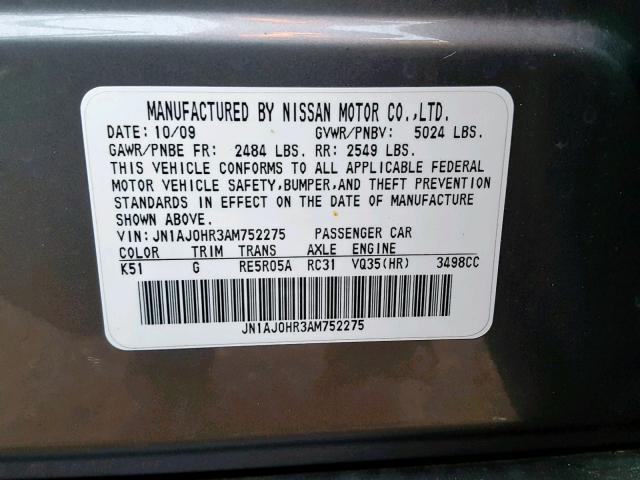 MANUFACTURED BY NISSAN MOTOR CO.,LTD.
DATE: 10/09 GVWR/PNBV: 5024 LBS.
GAWR/PNBE FR: 2484 LBS. RR: 2549 LBS.
THIS VEHICLE CONFORMS TO ALL APPLICABLE FEDERAL
MOTOR VEHICLE SAFETY,BUMPER,AND THEFT PREVENTION
STANDARDS IN EFFECT ON THE DATE OF MANUFACTURE
SHOWN ABOVE.
VIN: JN1AJ0HR3AM752275 PASSENGER CAR
COLOR TRIM TRANS AXLE ENGINE
K51 G RE5R05A RC31 VQ35(HR) 3498CC
JN1AJ0HR3AM752275